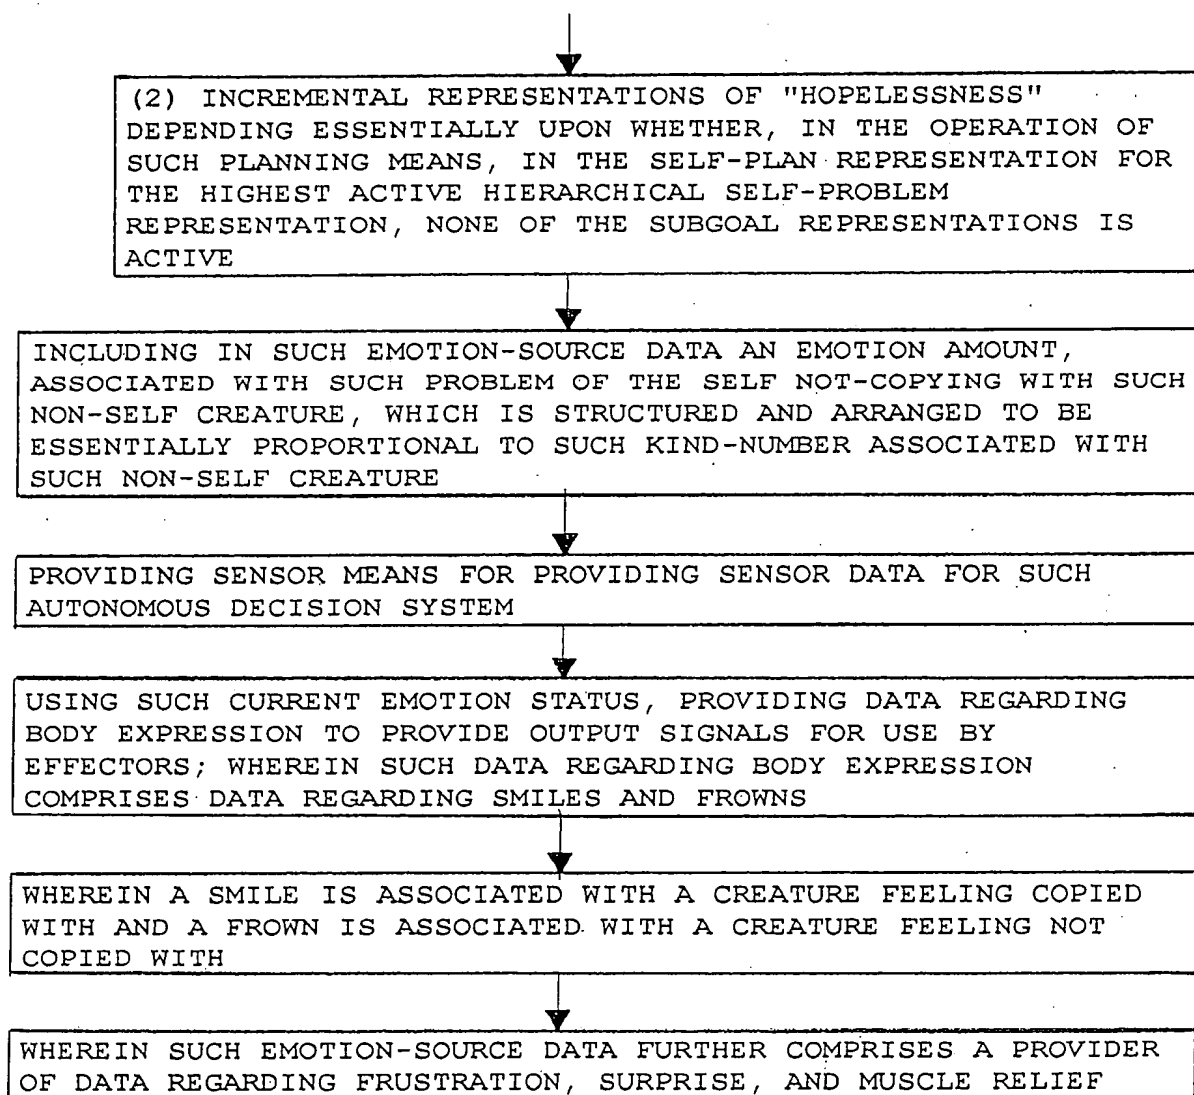 (2) INCREMENTAL REPRESENTATIONS OF "HOPELESSNESS"
DEPENDING ESSENTIALLY UPON WHETHER, IN THE OPERATION OF
SUCH PLANNING MEANS, IN THE SELF-PLAN REPRESENTATION FOR
THE HIGHEST ACTIVE HIERARCHICAL SELF-PROBLEM
REPRESENTATION, NONE OF THE SUBGOAL REPRESENTATIONS IS
ACTIVE
INCLUDING IN SUCH EMOTION-SOURCE DATA AN EMOTION AMOUNT,
ASSOCIATED WITH SUCH PROBLEM OF THE SELF NOT-COPYING WITH SUCH
NON-SELF CREATURE, WHICH IS STRUCTURED AND ARRANGED TO BE
ESSENTIALLY PROPORTIONAL TO SUCH KIND-NUMBER ASSOCIATED WITH
SUCH NON-SELF CREATURE
PROVIDING SENSOR MEANS FOR PROVIDING SENSOR DATA FOR SUCH
AUTONOMOUS DECISION SYSTEM
USING SUCH CURRENT EMOTION STATUS, PROVIDING DATA REGARDING
BODY EXPRESSION TO PROVIDE OUTPUT SIGNALS FOR USE BY
EFFECTORS; WHEREIN SUCH DATA REGARDING BODY EXPRESSION
COMPRISES DATA REGARDING SMILES AND FROWNS
WHEREIN A SMILE IS ASSOCIATED WITH A CREATURE FEELING COPIED
WITH AND A FROWN IS ASSOCIATED WITH A CREATURE FEELING NOT
COPIED WITH
WHEREIN SUCH EMOTION-SOURCE DATA FURTHER COMPRISES A PROVIDER
OF DATA REGARDING FRUSTRATION, SURPRISE, AND MUSCLE RELIEF